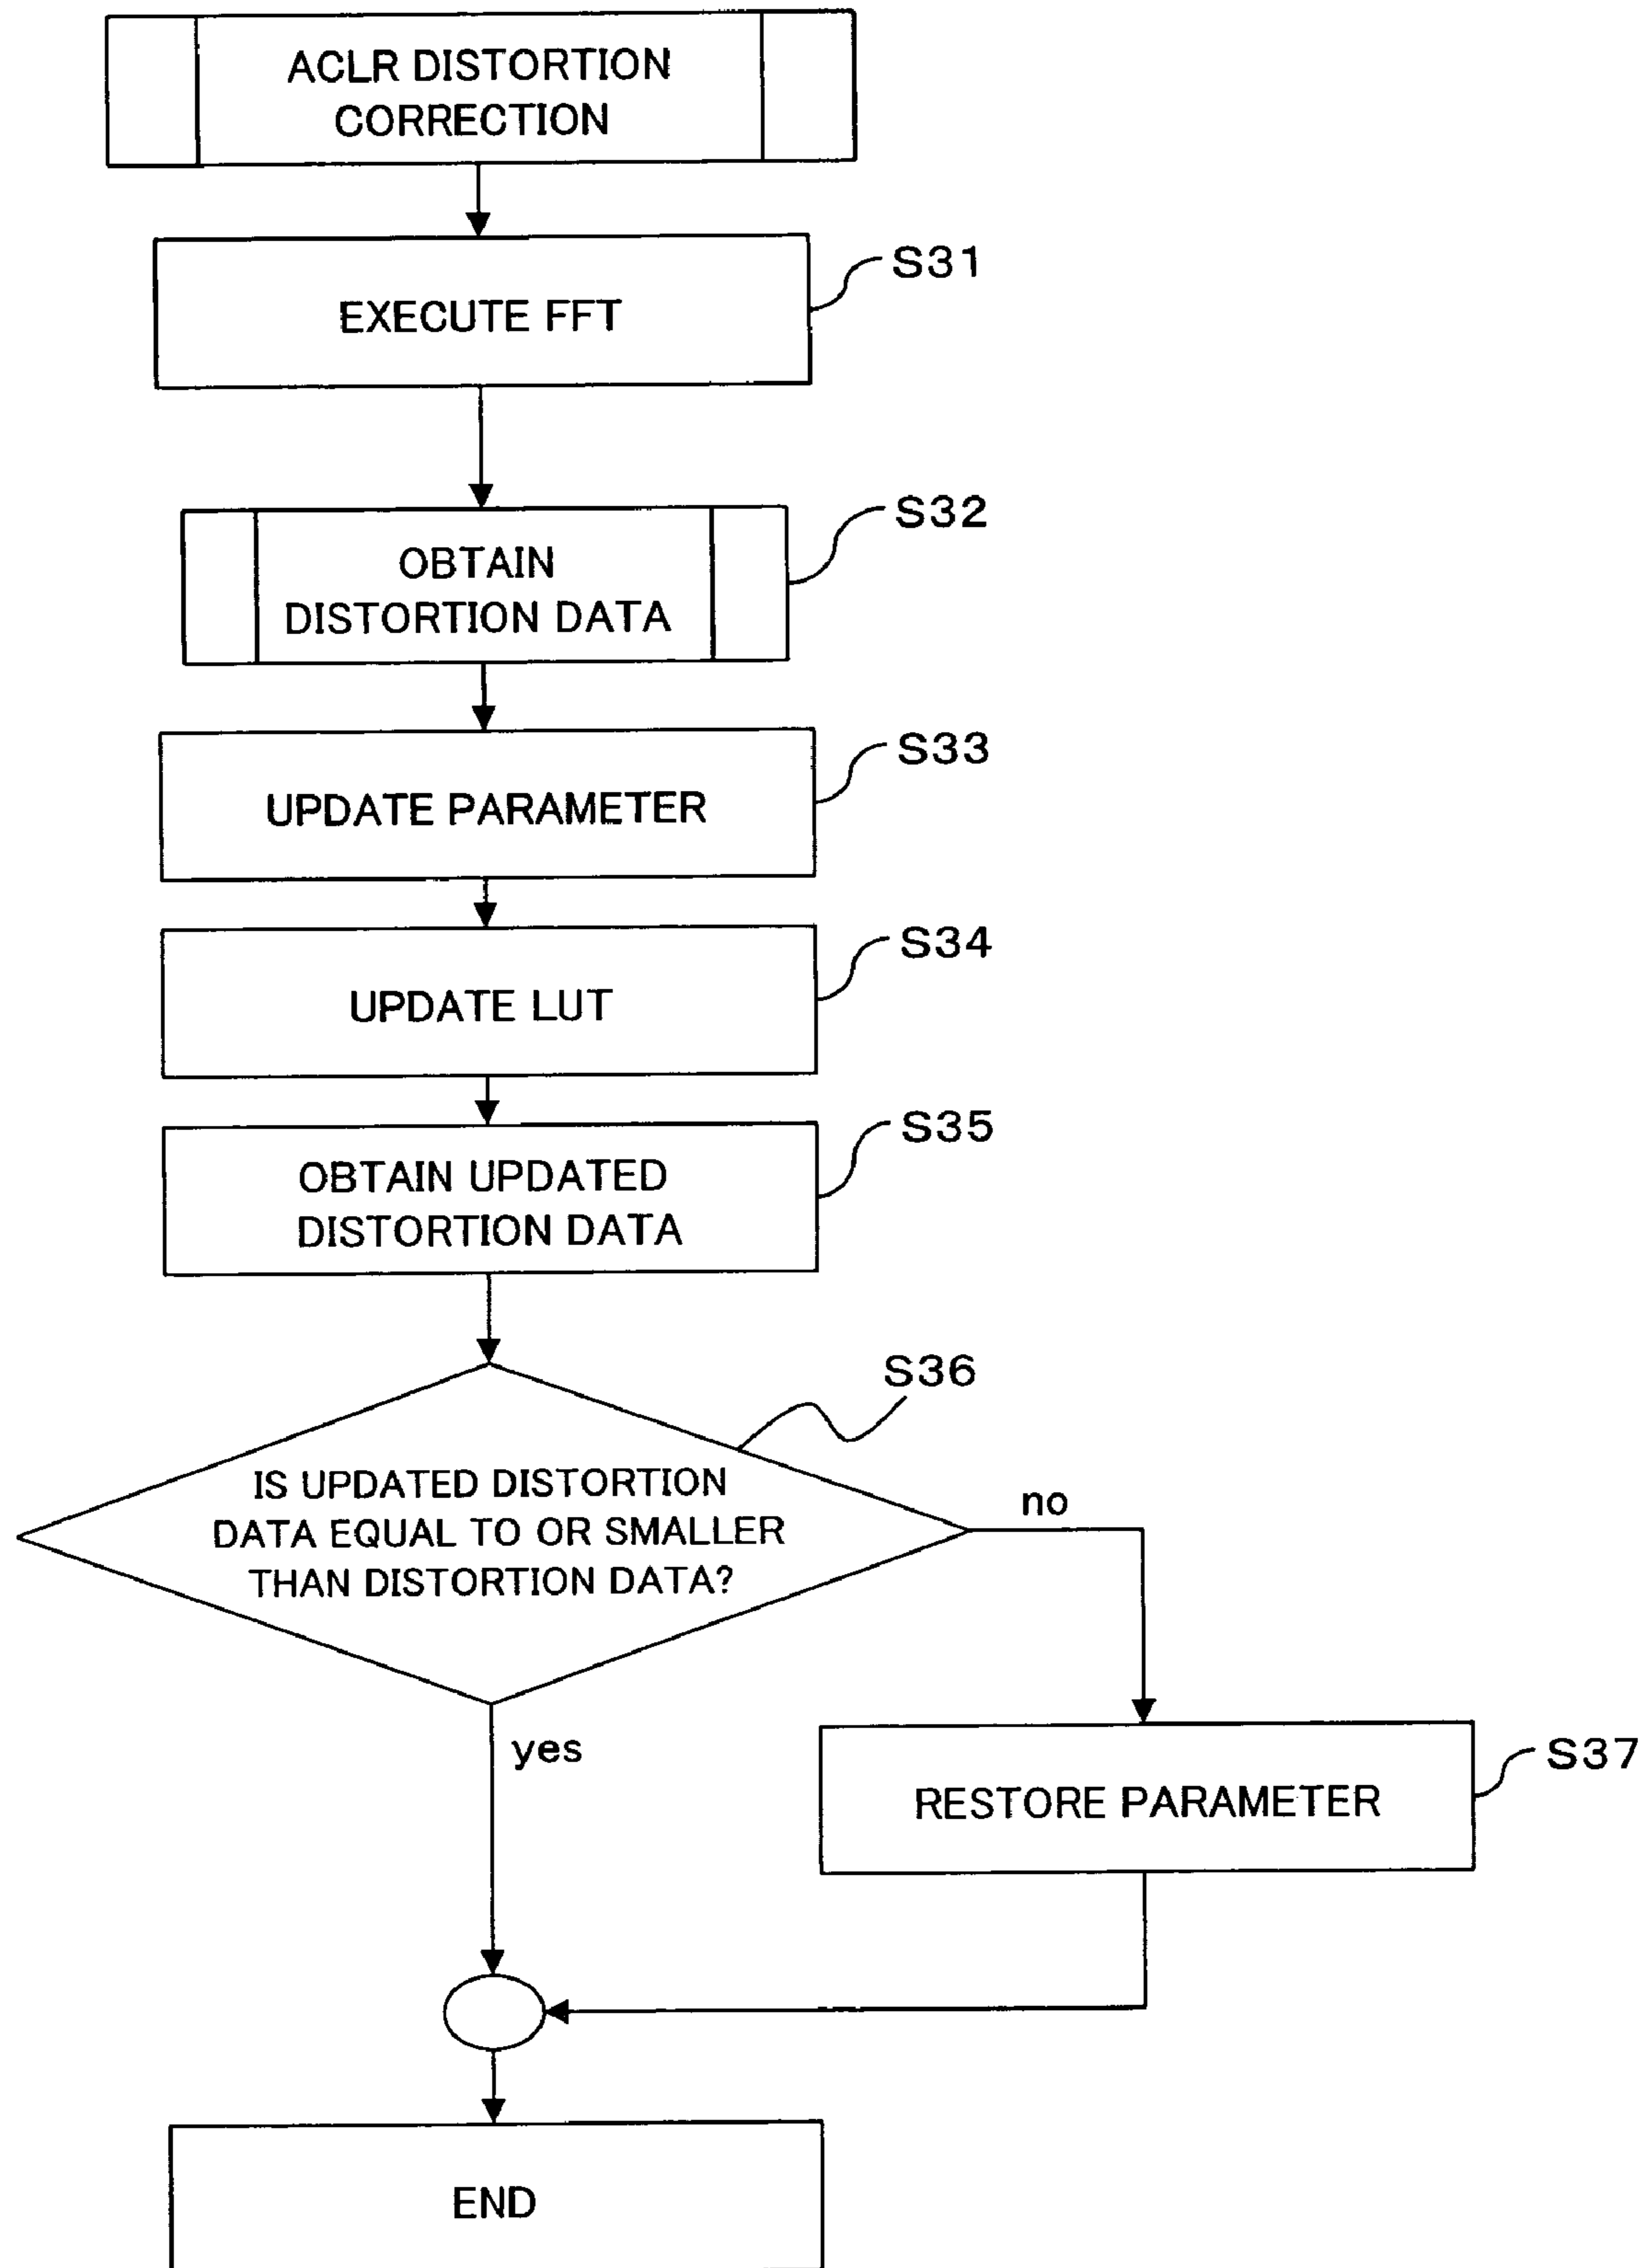 ACLR DISTORTION
CORRECTION
S31
EXECUTE FFT
S32
OBTAIN
DISTORTION DATA
S33
UPDATE PARAMETER
S34
UPDATE LUT
S35
OBTAIN UPDATED
DISTORTION DATA
S36
IS UPDATED DISTORTION
DATA EQUAL TO OR SMALLER
THAN DISTORTION DATA?
no
yes
S37
RESTORE PARAMETER
END